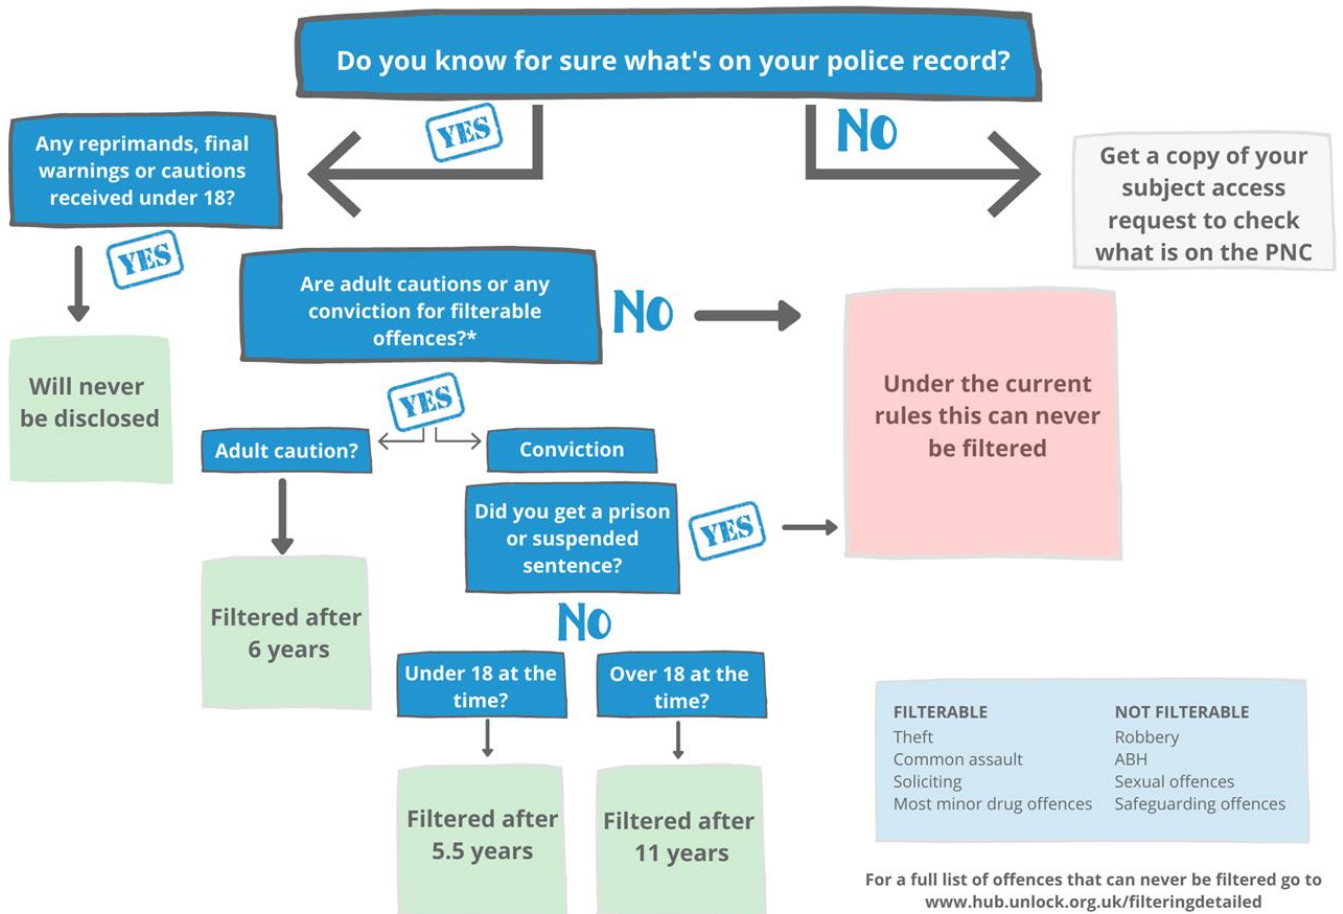 Do you know for sure what's on your police record?
YES
NO
Any reprimands, final
warnings or cautions
received under 18?
Get a copy of your
subject access
request to check
what is on the PNC
YES
Will never
be disclosed
Are adult cautions or any
conviction for filterable
offences?*
NO
Under the current
rules this can never
be filtered
YES
Adult caution?
Conviction
Filtered after
6 years
Did you get a prison
or suspended
sentence?
YES
NO
Under 18 at the
time?
Over 18 at the
time?
Filtered after
5.5 years
Filtered after
11 years
FILTERABLE
Theft
Common assault
Soliciting
Most minor drug offences
NOT FILTERABLE
Robbery
ABH
Sexual offences
Safeguarding offences
For a full list of offences that can never be filtered go to
www.hub.unlock.org.uk/filteringdetailed